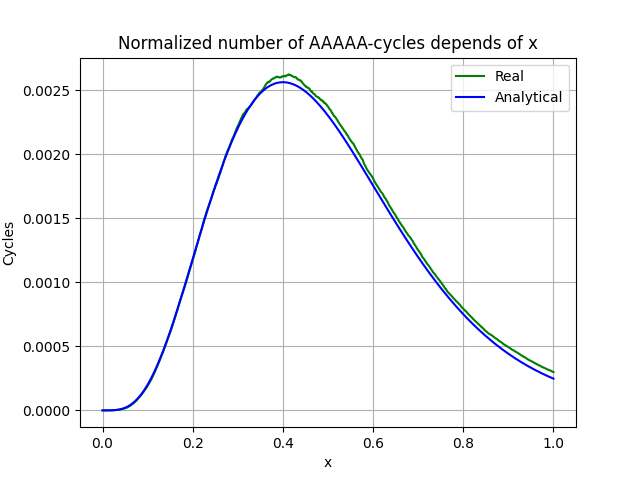 Normalized number of AAAAA-cycles depends of x
Real
Analytical
Cycles
0.0025
0.0020
0.0015
0.0010
0.0005
0.0000
0.0 0.2 0.4 0.6 0.8 1.0
x